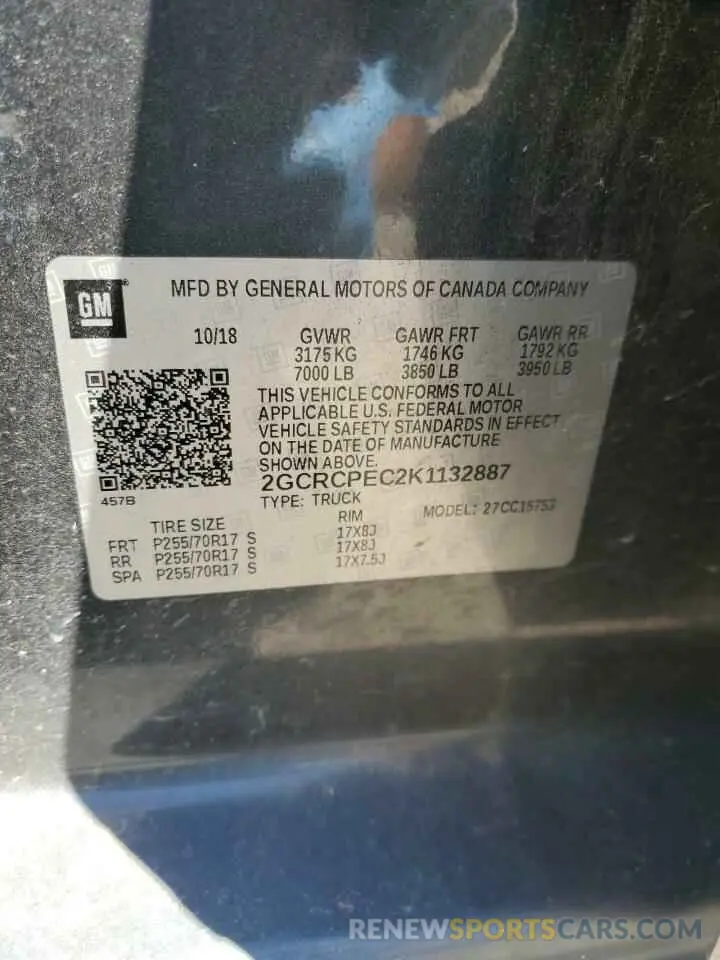 GM
MFD BY GENERAL MOTORS OF CANADA COMPANY
10/18 GVWR GAWR FRT GAWR RR
3175 KG 1746 KG 1792 KG
7000 LB 3850 LB 3950 LB
THIS VEHICLE CONFORMS TO ALL
APPLICABLE U.S. FEDERAL MOTOR
VEHICLE SAFETY STANDARDS IN EFFECT
ON THE DATE OF MANUFACTURE
SHOWN ABOVE.
2GCRCPEC2K1132887
457B
TYPE: TRUCK MODEL: 27CC15753
TIRE SIZE RIM
FRT P255/70R17 S 17X8J
RR P255/70R17 S 17X8J
SPA P255/70R17 S 17X7.5J
RENEWSPORTSCARS.COM